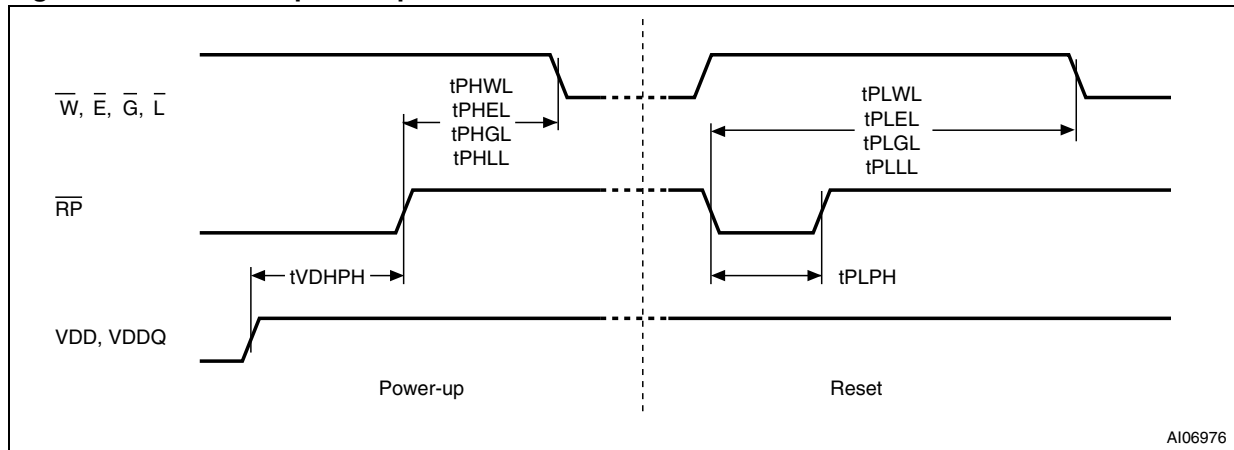 W, E, G, L
tPHWL
tPHEL
tPHGL
tPHLL
tPLWL
tPLEL
tPLGL
tPLLL
RP
tVDHPH
tPLPH
VDD, VDDQ
Power-up
Reset
AI06976